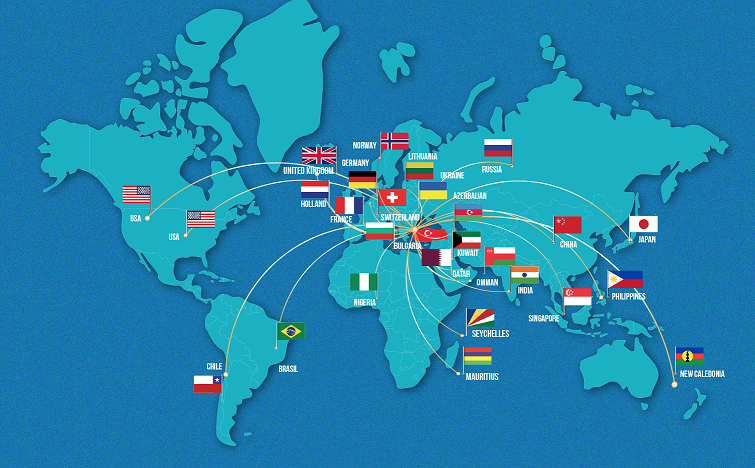 NORWAY
LITHUANIA
GERMANY
UNITED KINGDOM
UKRAINE
RUSSIA
HOLLAND
AZERBAIJAN
FRANCE
SWITZERLAND
USA
USA
BULGARIA
KUWAIT
CHINA
JAPAN
QATAR
OMMAN
INDIA
NIGERIA
PHILIPPINES
SINGAPORE
SEYCHELLES
CHILE
BRASIL
MAURITIUS
NEW CALEDONIA